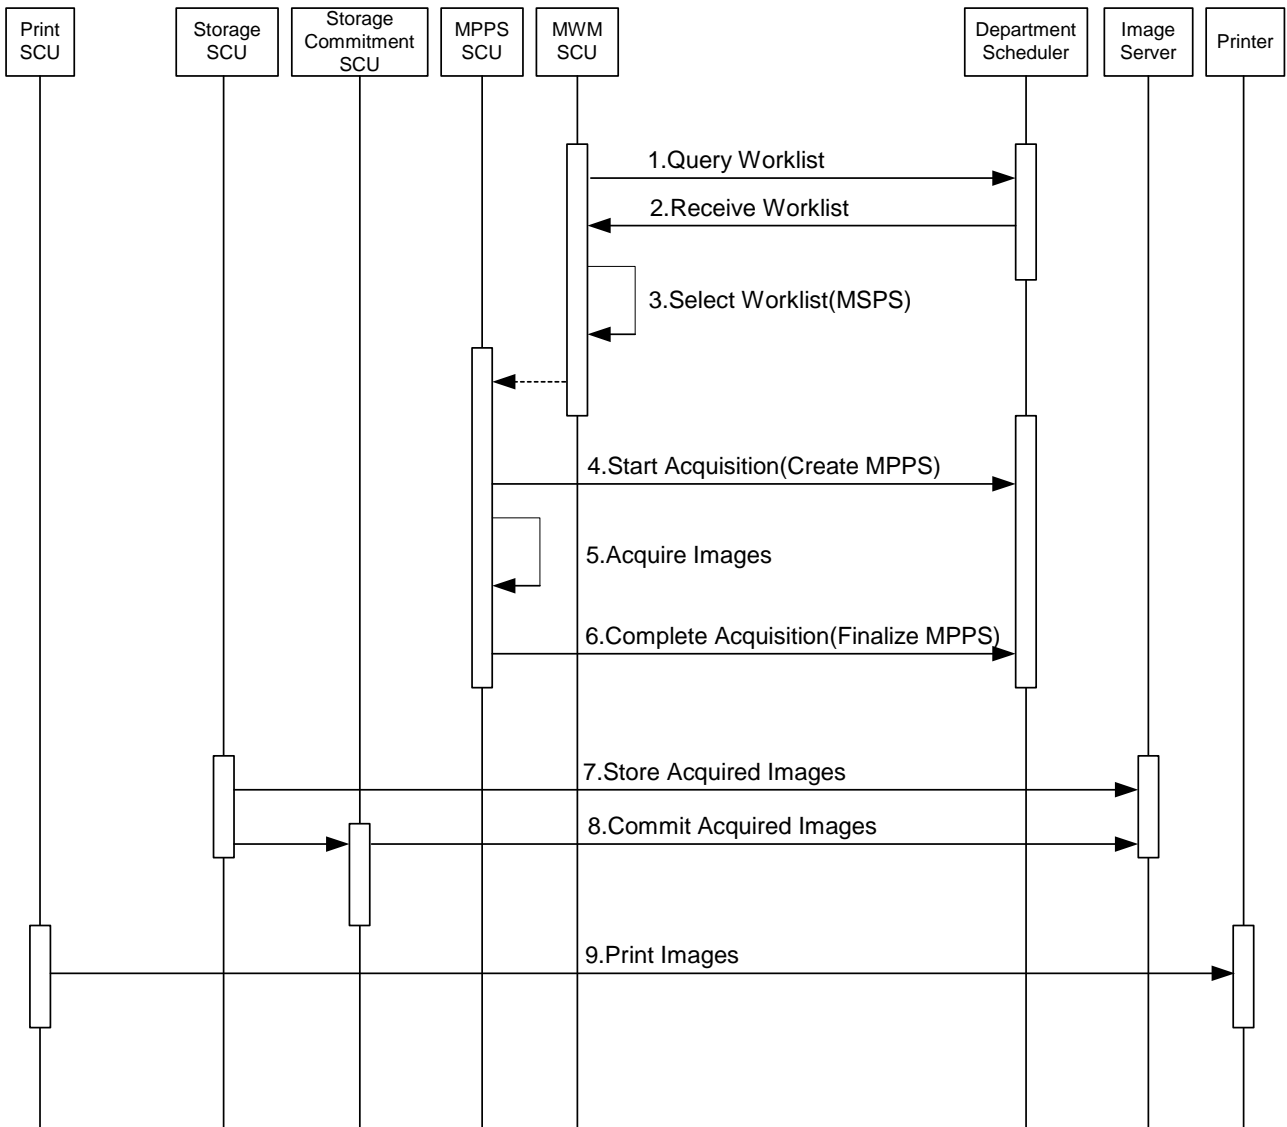 Print
SCU
Storage
SCU
Storage
Commitment
SCU
MPPS
SCU
MWM
SCU
Department
Scheduler
Image
Server
Printer
1.Query Worklist
2.Receive Worklist
3.Select Worklist(MSPS)
4.Start Acquisition(Create MPPS)
5.Acquire Images
6.Complete Acquisition(Finalize MPPS)
7.Store Acquired Images
8.Commit Acquired Images
9.Print Images